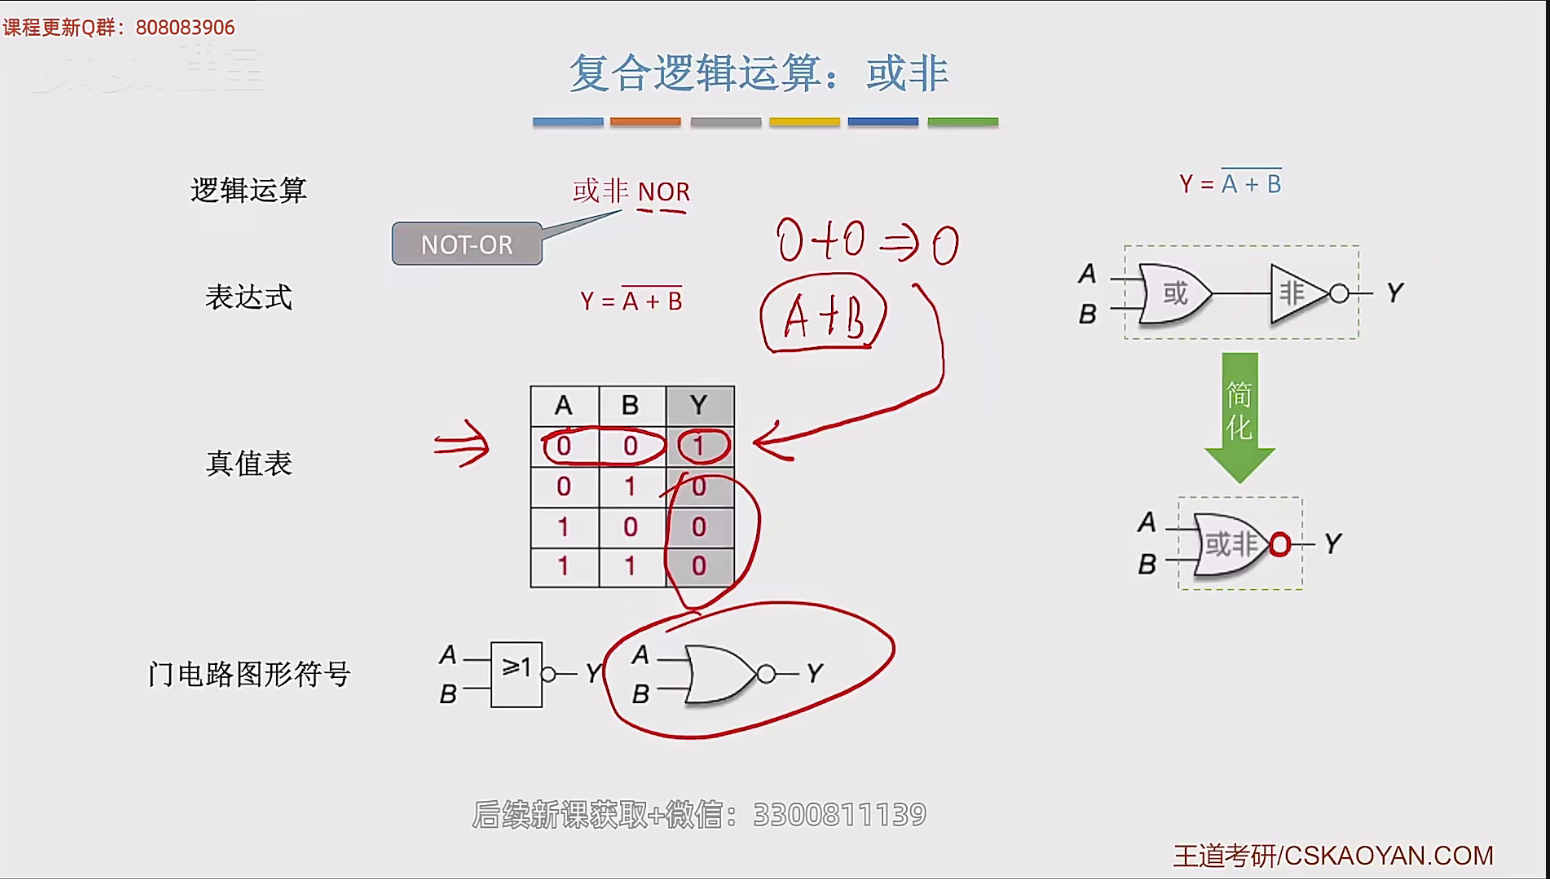 课程更新Q群：808083906
复合逻辑运算：或非
逻辑运算
或非 NOR
NOT-OR
表达式
Y = A + B
0+0⇒0
A+B
真值表
A B Y
0 0 1
0 1 0
1 0 0
1 1 0
门电路图形符号
A
B
≥1
Y
A
B
Y
Y = A + B
A
B
或
非
Y
简化
A
B
或非
Y
后续新课获取+微信：3300811139
王道考研/CSKAOYAN.COM